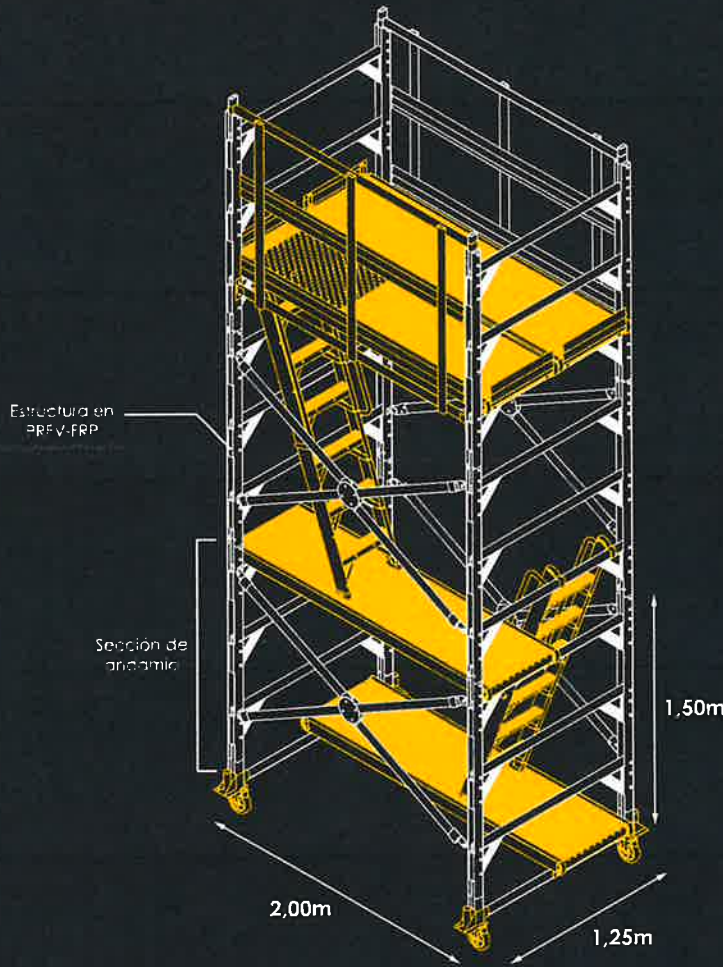 Estructura en
PRFV-FRP
Sección de
andamio
1,50m
2,00m
1,25m